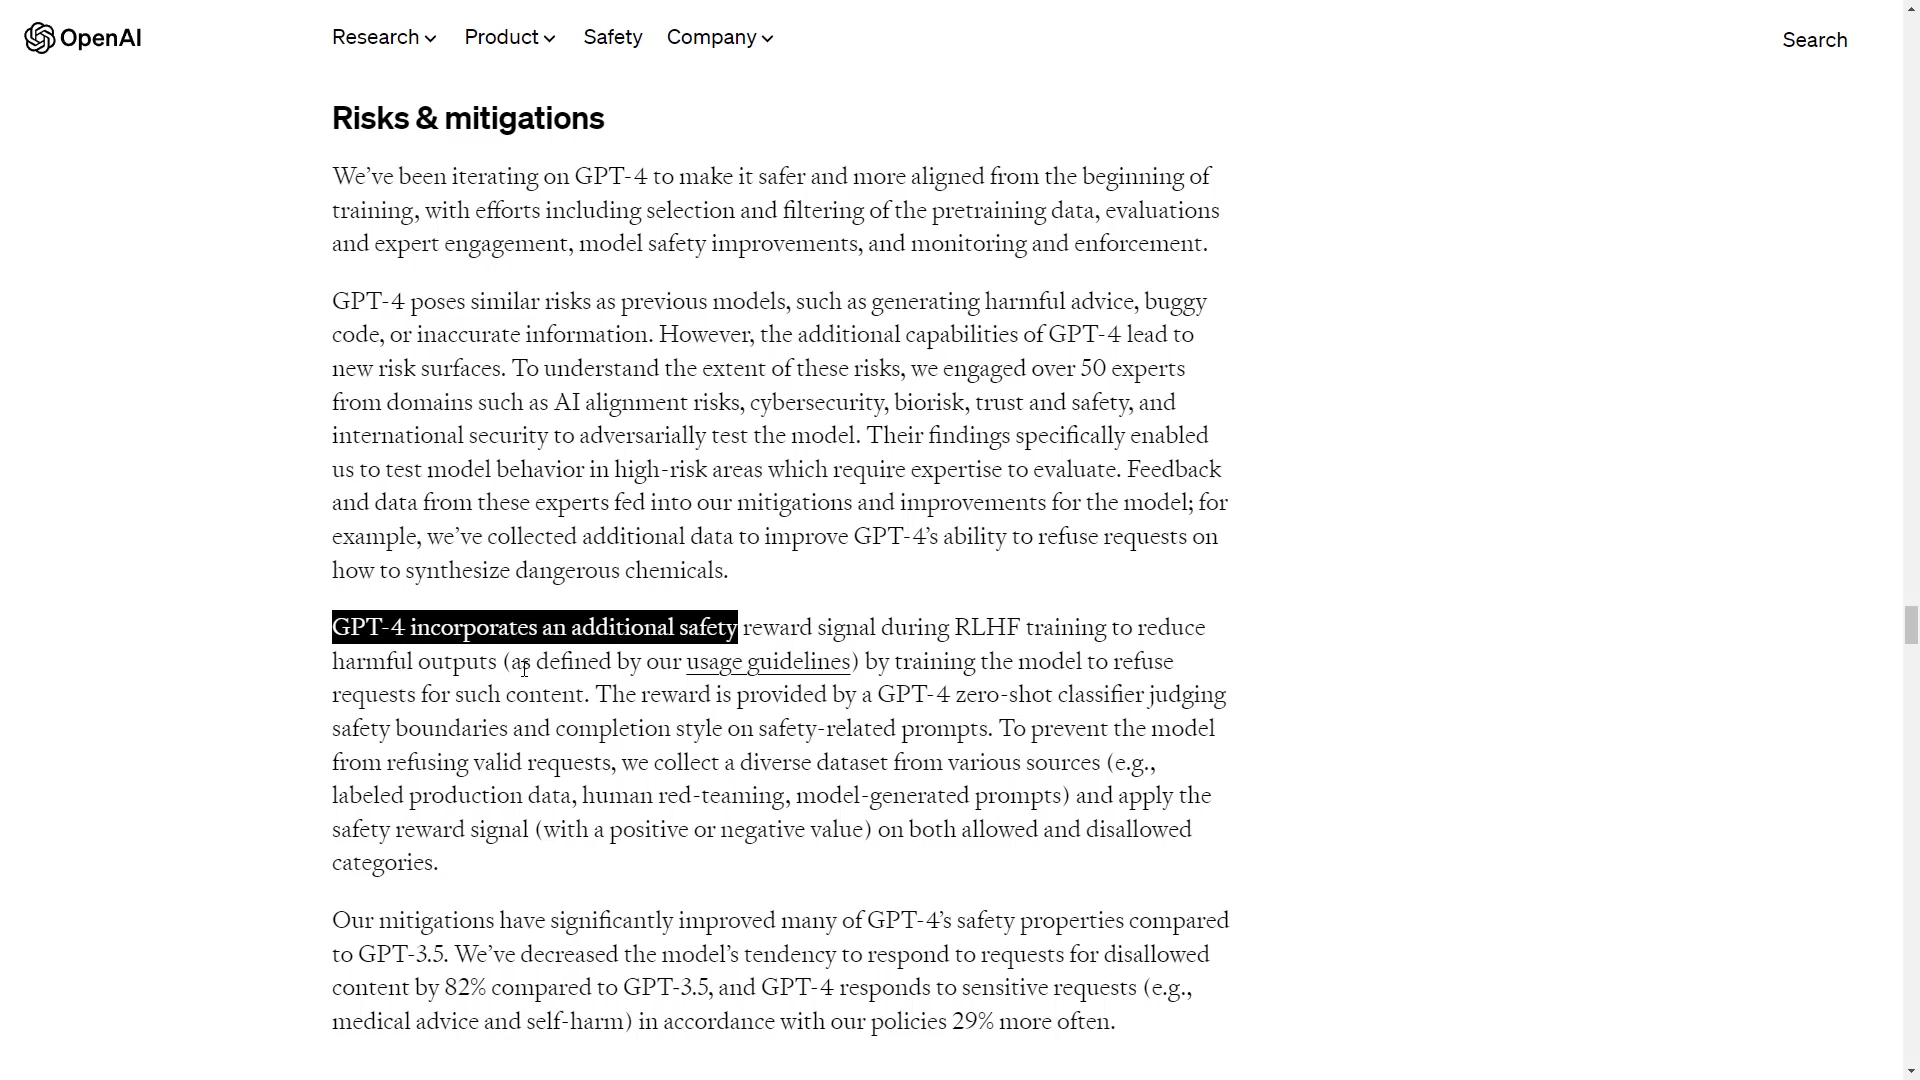 OpenAI
Research Product Safety Company
Search
Risks & mitigations
We’ve been iterating on GPT-4 to make it safer and more aligned from the beginning of
training, with efforts including selection and filtering of the pretraining data, evaluations
and expert engagement, model safety improvements, and monitoring and enforcement.
GPT-4 poses similar risks as previous models, such as generating harmful advice, buggy
code, or inaccurate information. However, the additional capabilities of GPT-4 lead to
new risk surfaces. To understand the extent of these risks, we engaged over 50 experts
from domains such as AI alignment risks, cybersecurity, biorisk, trust and safety, and
international security to adversarially test the model. Their findings specifically enabled
us to test model behavior in high-risk areas which require expertise to evaluate. Feedback
and data from these experts fed into our mitigations and improvements for the model; for
example, we’ve collected additional data to improve GPT-4’s ability to refuse requests on
how to synthesize dangerous chemicals.
GPT-4 incorporates an additional safety reward signal during RLHF training to reduce
harmful outputs (as defined by our usage guidelines) by training the model to refuse
requests for such content. The reward is provided by a GPT-4 zero-shot classifier judging
safety boundaries and completion style on safety-related prompts. To prevent the model
from refusing valid requests, we collect a diverse dataset from various sources (e.g.,
labeled production data, human red-teaming, model-generated prompts) and apply the
safety reward signal (with a positive or negative value) on both allowed and disallowed
categories.
Our mitigations have significantly improved many of GPT-4’s safety properties compared
to GPT-3.5. We’ve decreased the model’s tendency to respond to requests for disallowed
content by 82% compared to GPT-3.5, and GPT-4 responds to sensitive requests (e.g.,
medical advice and self-harm) in accordance with our policies 29% more often.